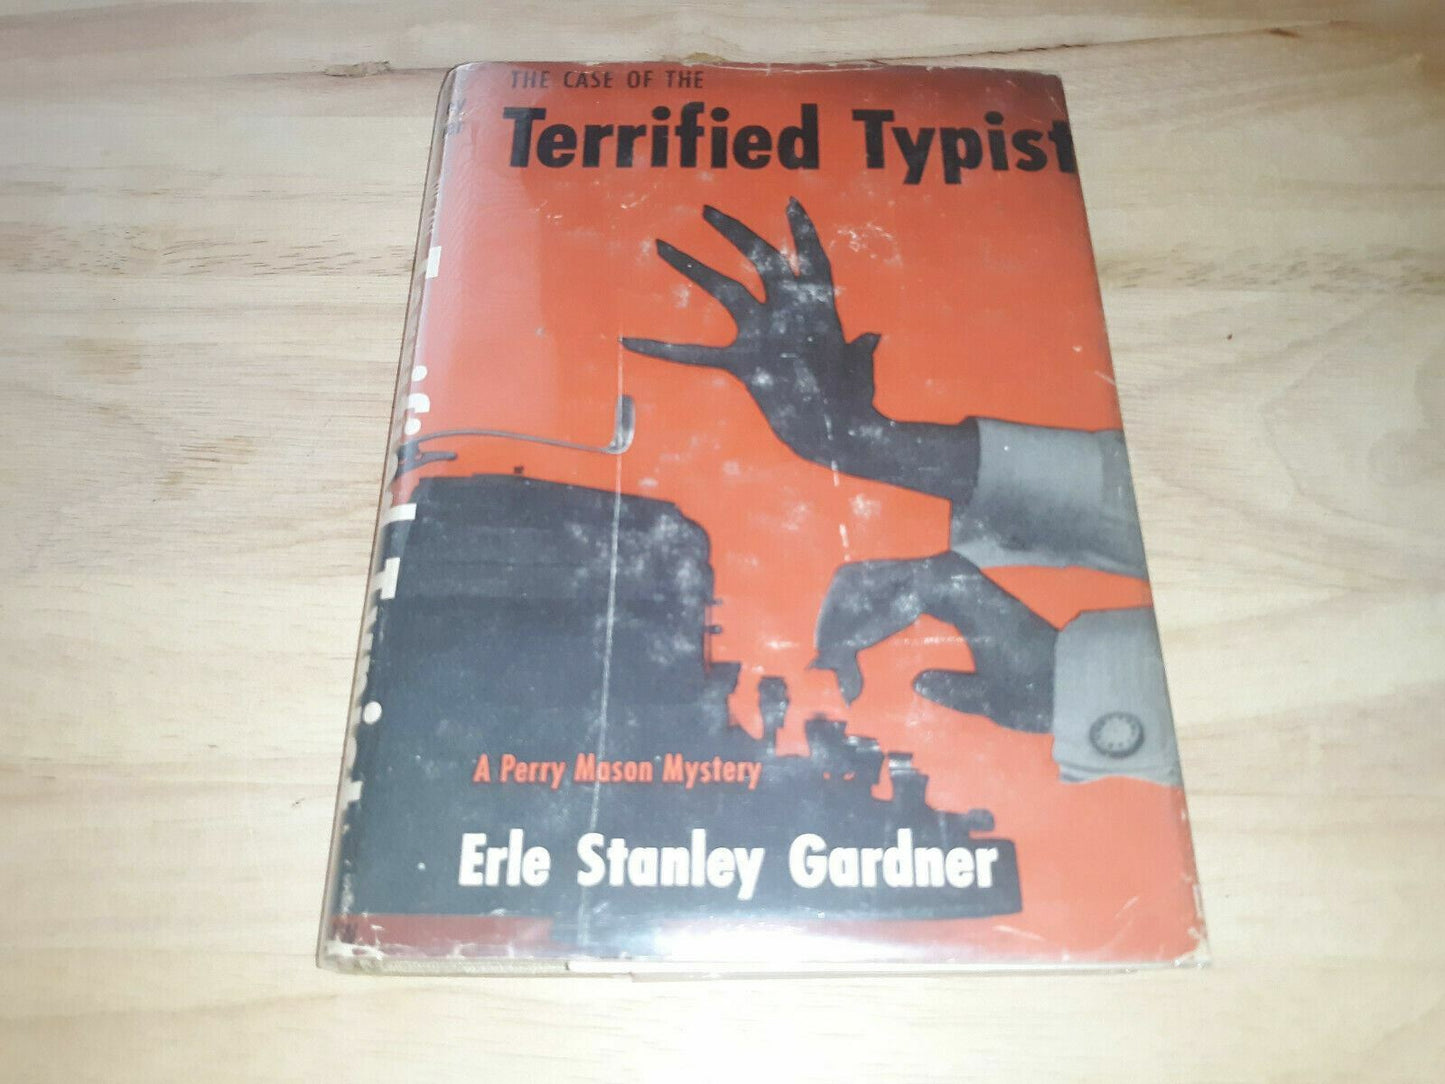 THE CASE OF THE
Terrified Typist
A Perry Mason Mystery
Erle Stanley Gardner